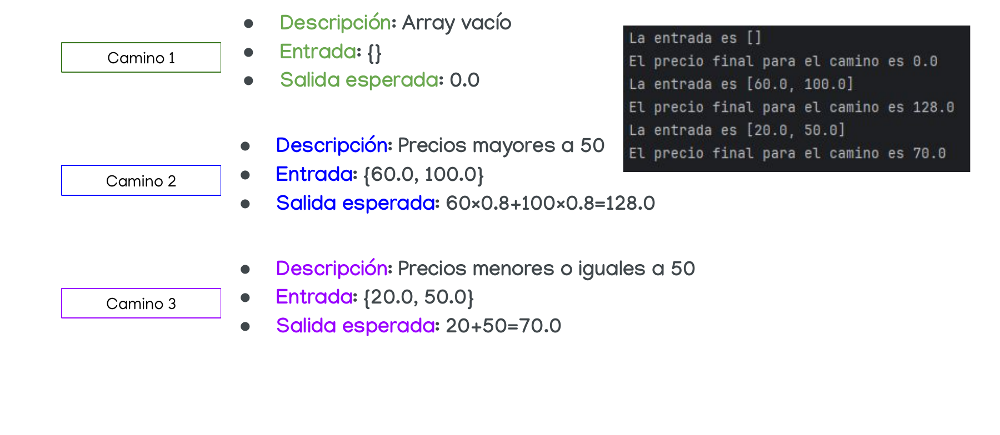 Camino 1
● Descripción: Array vacío
● Entrada: {}
● Salida esperada: 0.0
La entrada es []
El precio final para el camino es 0.0
La entrada es [60.0, 100.0]
El precio final para el camino es 128.0
La entrada es [20.0, 50.0]
El precio final para el camino es 70.0
Camino 2
● Descripción: Precios mayores a 50
● Entrada: {60.0, 100.0}
● Salida esperada: 60×0.8+100×0.8=128.0
Camino 3
● Descripción: Precios menores o iguales a 50
● Entrada: {20.0, 50.0}
● Salida esperada: 20+50=70.0